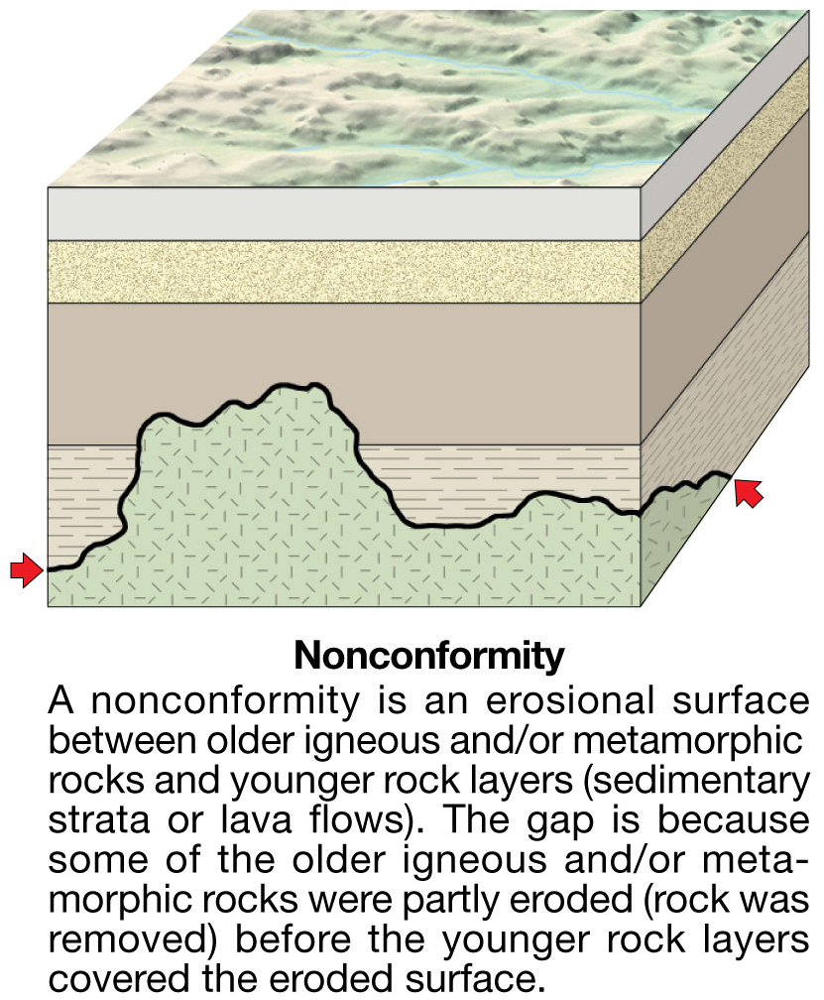 Nonconformity
A nonconformity is an erosional surface
between older igneous and/or metamorphic
rocks and younger rock layers (sedimentary
strata or lava flows). The gap is because
some of the older igneous and/or meta-
morphic rocks were partly eroded (rock was
removed) before the younger rock layers
covered the eroded surface.